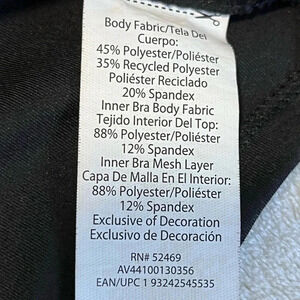 Body Fabric/Tela Del
Cuerpo:
45% Polyester/Poliéster
35% Recycled Polyester
Poliéster Reciclado
20% Spandex
Inner Bra Body Fabric
Tejido Interior Del Top:
88% Polyester/Poliéster
12% Spandex
Inner Bra Mesh Layer
Capa De Malla En El Interior:
88% Polyester/Poliéster
12% Spandex
Exclusive of Decoration
Exclusivo de Decoración
RN# 52469
AV44100130356
EAN/UPC 1 93242545535